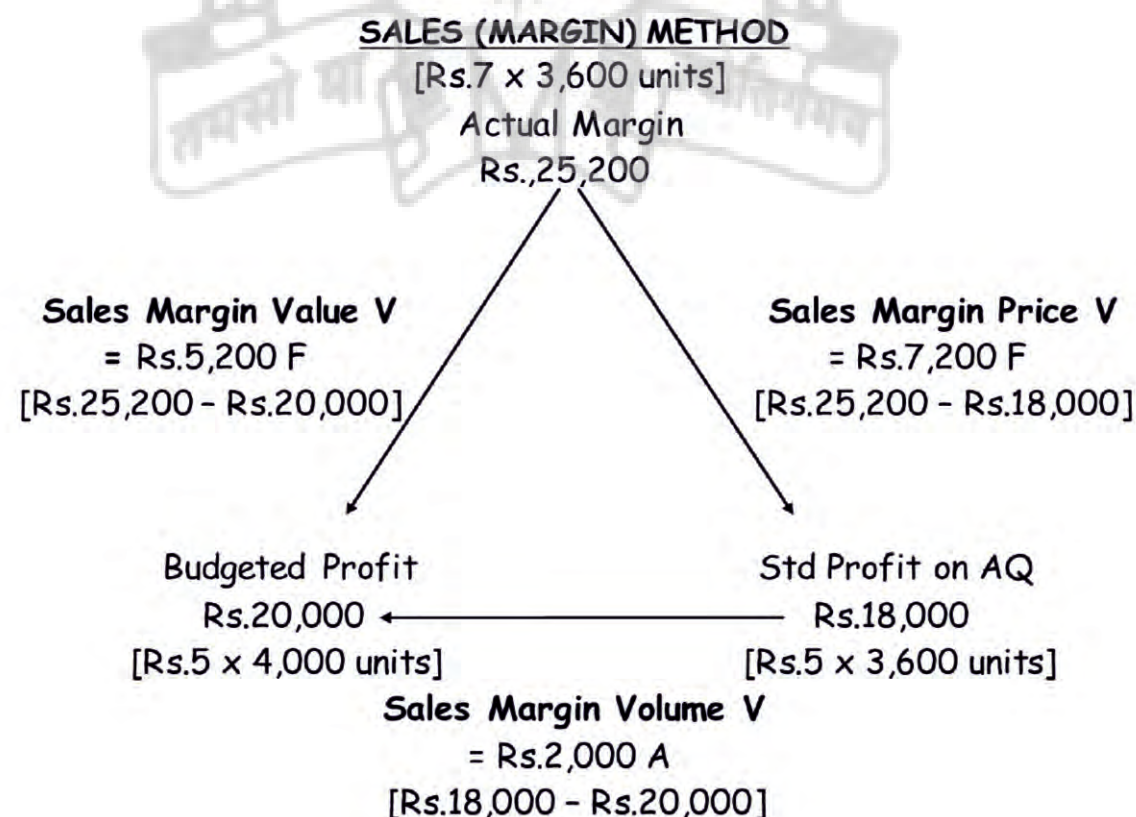 SALES (MARGIN) METHOD
[Rs.7 x 3,600 units]
Actual Margin
Rs.,25,200
Sales Margin Value V
= Rs.5,200 F
[Rs.25,200 - Rs.20,000]
Sales Margin Price V
= Rs.7,200 F
[Rs.25,200 - Rs.18,000]
Budgeted Profit
Rs.20,000
[Rs.5 x 4,000 units]
Std Profit on AQ
Rs.18,000
[Rs.5 x 3,600 units]
Sales Margin Volume V
= Rs.2,000 A
[Rs.18,000 - Rs.20,000]
तमसो मा